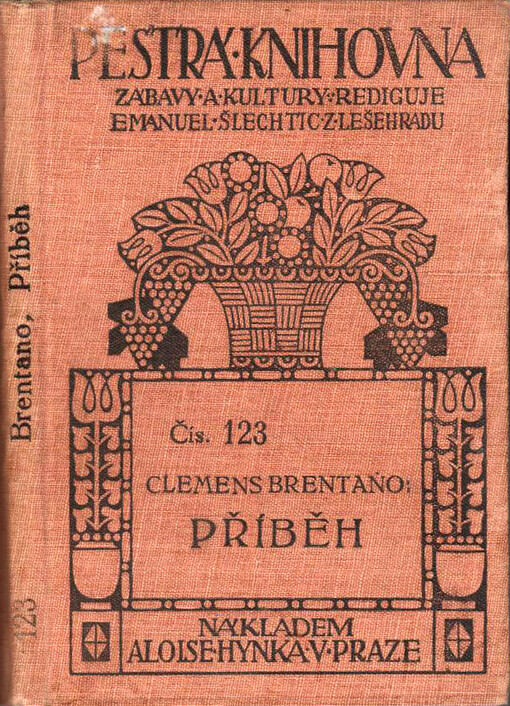 PESTRÁ·KNIHOVNA
ZÁBAVY·A·KULTURY·REDIGUJE
EMANUEL·ŠLECHTIC·Z·LEŠEHRADU
Čís. 123
CLEMENS BRENTANO:
PŘÍBĚH
NÁKLADEM
ALOISE·HYNKA·V·PRAZE
Brentano, Příběh
123